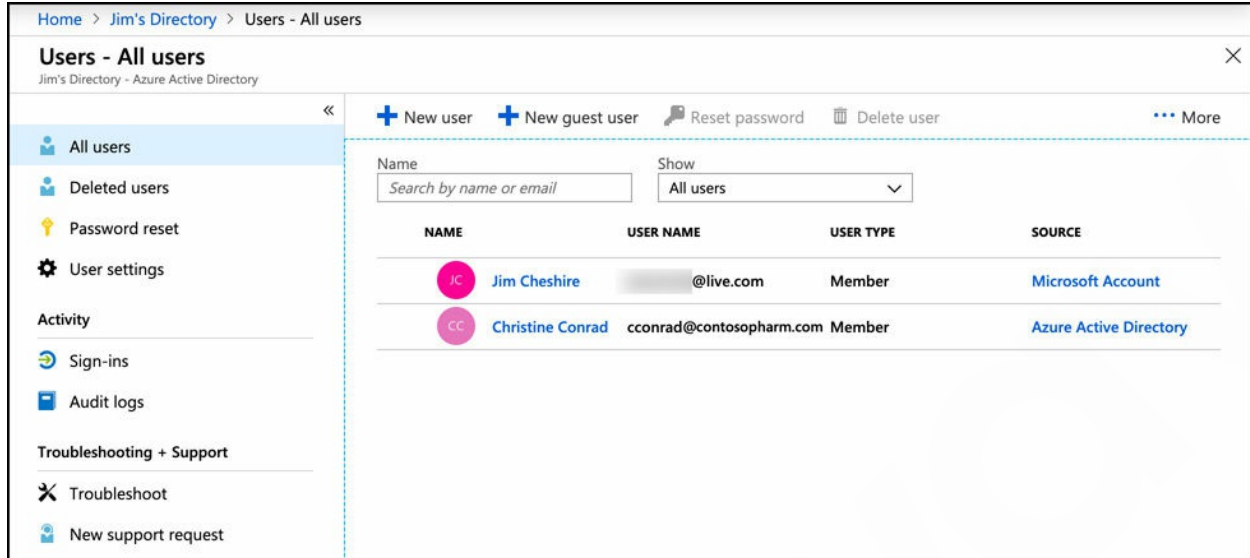 Home > Jim's Directory > Users - All users
Users - All users
Jim's Directory - Azure Active Directory
«
All users
Deleted users
Password reset
User settings
Activity
Sign-ins
Audit logs
Troubleshooting + Support
Troubleshoot
New support request
New user New guest user Reset password Delete user ··· More
Name Show
Search by name or email All users
NAME USER NAME USER TYPE SOURCE
JC Jim Cheshire @live.com Member Microsoft Account
CC Christine Conrad cconrad@contosopharm.com Member Azure Active Directory